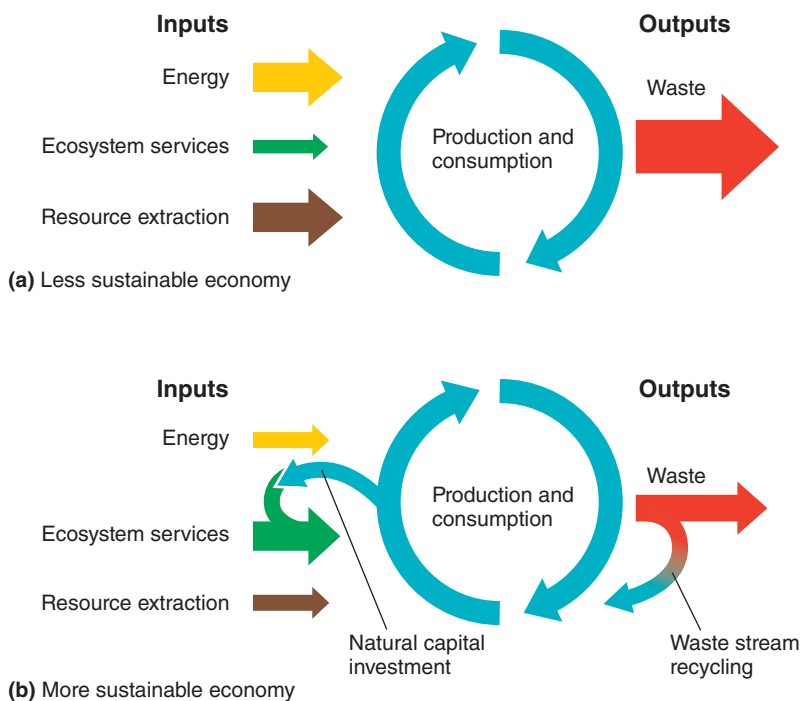 Inputs
Outputs
Energy
Waste
Ecosystem services
Production and
consumption
Resource extraction
(a) Less sustainable economy
Inputs
Outputs
Energy
Waste
Ecosystem services
Production and
consumption
Resource extraction
Natural capital
investment
Waste stream
recycling
(b) More sustainable economy